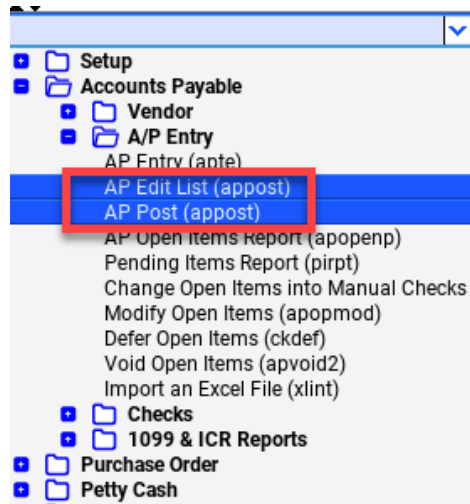 Setup
Accounts Payable
Vendor
A/P Entry
AP Entry (apte)
AP Edit List (appost)
AP Post (appost)
AP Open Items Report (apopenp)
Pending Items Report (pirpt)
Change Open Items into Manual Checks
Modify Open Items (apopmod)
Defer Open Items (ckdef)
Void Open Items (apvoid2)
Import an Excel File (xlint)
Checks
1099 & ICR Reports
Purchase Order
Petty Cash